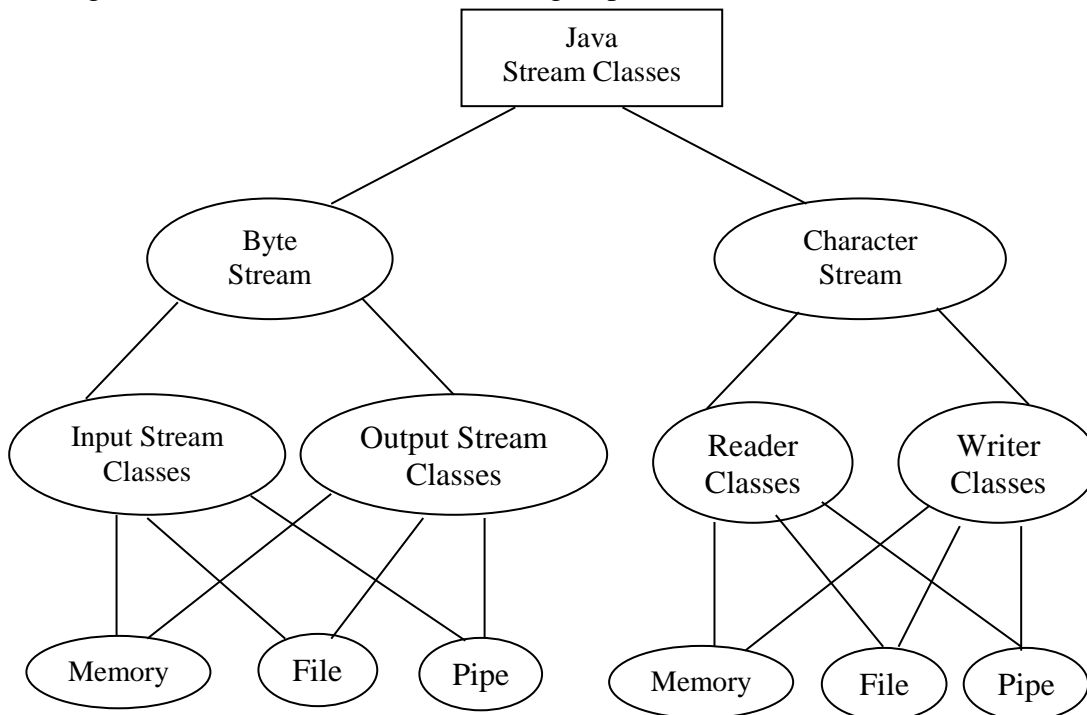 Java
Stream Classes
Byte
Stream
Character
Stream
Input Stream
Classes
Output Stream
Classes
Reader
Classes
Writer
Classes
Memory
File
Pipe
Memory
File
Pipe